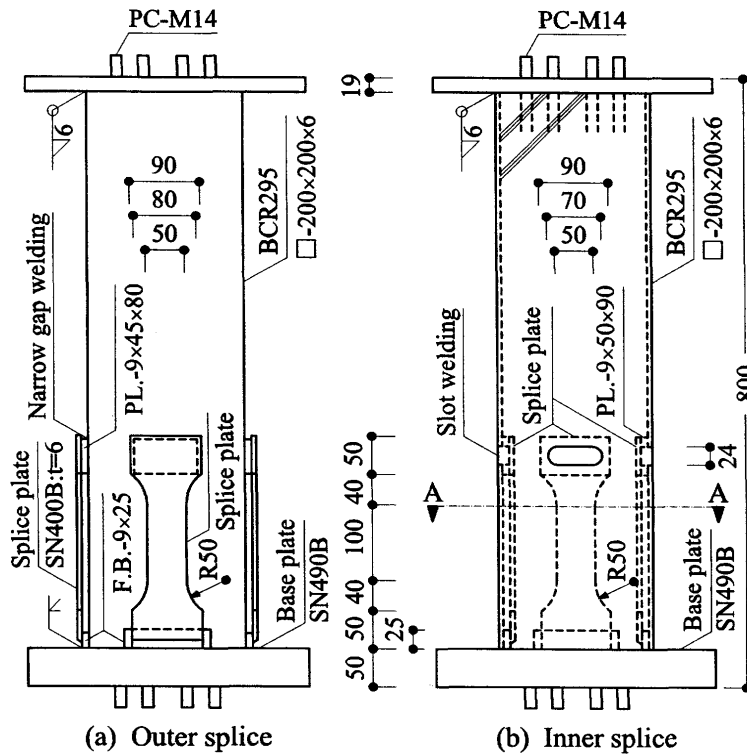 PC-M14
PC-M14
19
6
6
90
80
50
90
70
50
BCR295
□-200×200×6
BCR295
□-200×200×6
Narrow gap welding
PL.-9×45×80
Slot welding
Splice plate
PL.-9×50×90
Splice plate
SN400B:t=6
F.B.-9×25
Splice plate
R50
Base plate
SN490B
50
40
100
40
50
50
25
24
A
A
R50
Base plate
SN490B
800
(a) Outer splice
(b) Inner splice